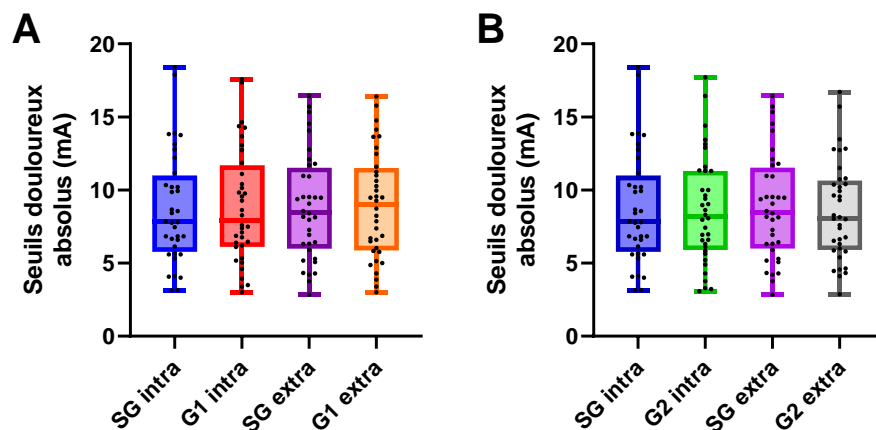 A
Seuils douloureux
absolus (mA)
20
15
10
5
0
SG intra
G1 intra
SG extra
G1 extra
B
Seuils douloureux
absolus (mA)
20
15
10
5
0
SG intra
G2 intra
SG extra
G2 extra